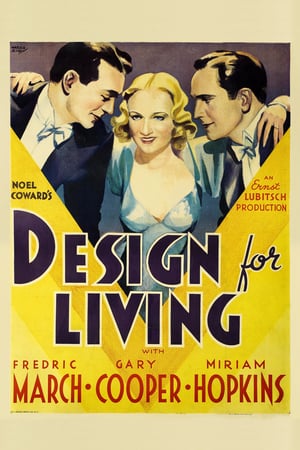 NOEL
COWARD'S
AN
Ernst
LUBITSCH
PRODUCTION
DESIGN for
LIVING
WITH
FREDRIC GARY MIRIAM
MARCH · COOPER · HOPKINS